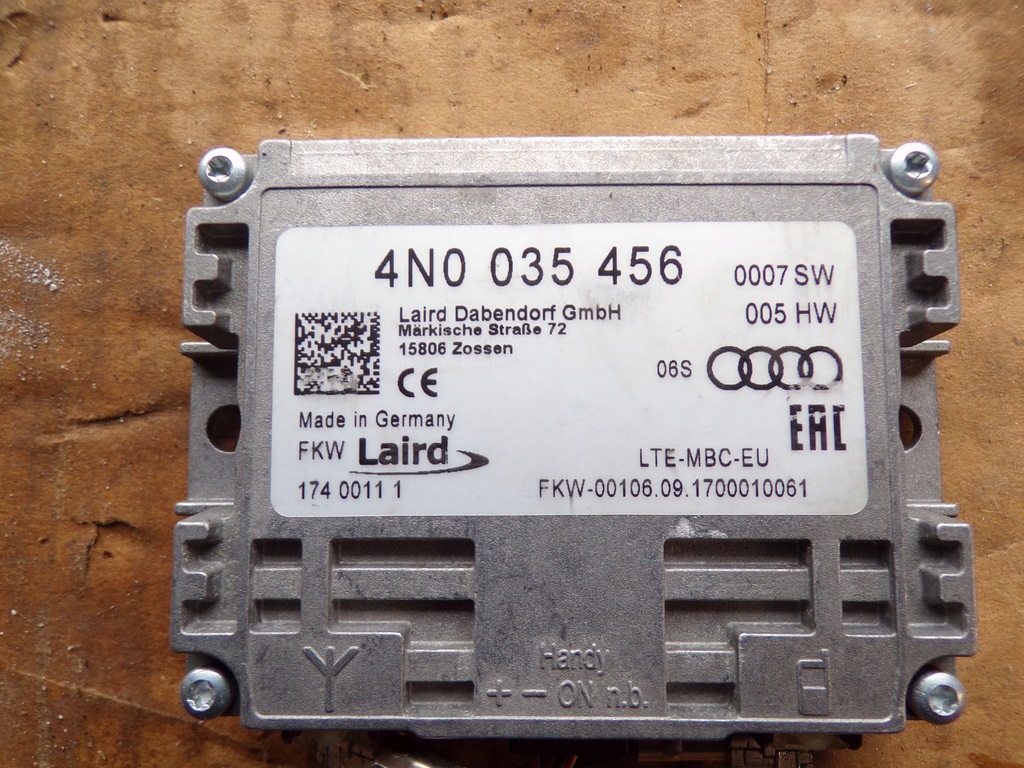 4N0 035 456
0007 SW
Laird Dabendorf GmbH
Märkische Straße 72
15806 Zossen
005 HW
06S
CE
Made in Germany
EAC
FKW Laird
LTE-MBC-EU
174 0011 1
FKW-00106.09.1700010061
Handy
+ − ON n.b.